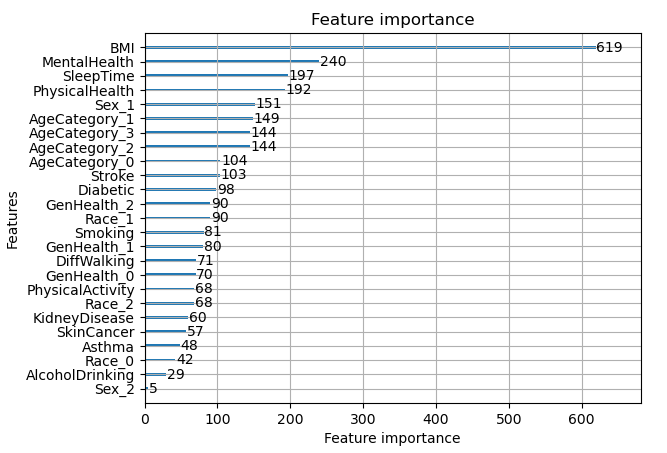 Feature importance
BMI 619
MentalHealth 240
SleepTime 197
PhysicalHealth 192
Sex_1 151
AgeCategory_1 149
AgeCategory_3 144
AgeCategory_2 144
AgeCategory_0 104
Stroke 103
Diabetic 98
GenHealth_2 90
Race_1 90
Smoking 81
GenHealth_1 80
DiffWalking 71
GenHealth_0 70
PhysicalActivity 68
Race_2 68
KidneyDisease 60
SkinCancer 57
Asthma 48
Race_0 42
AlcoholDrinking 29
Sex_2 5
Features
0 100 200 300 400 500 600
Feature importance